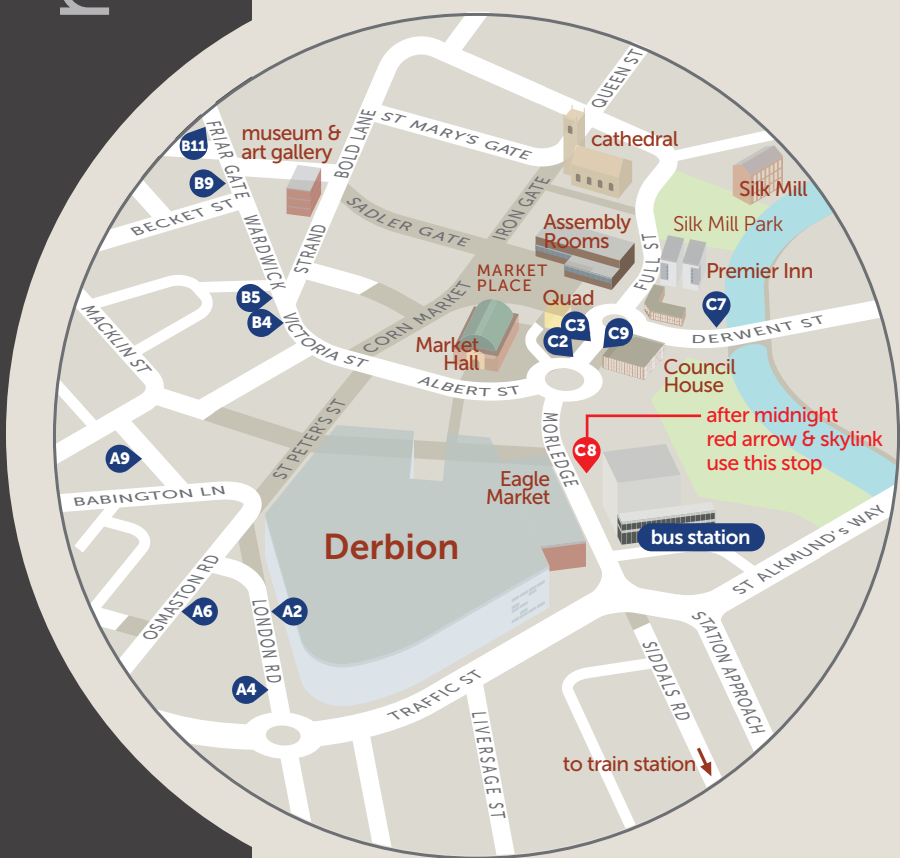 QUEEN ST
museum &
art gallery
BOLD LANE
ST MARY'S GATE
cathedral
B11
FRIAR GATE
B9
BECKET ST
WARDWICK
STRAND
SADLER GATE
IRON GATE
Assembly
Rooms
FULL ST
Silk Mill
Silk Mill Park
Premier Inn
MARKET
PLACE
Quad
C7
C3
C2
C9
DERWENT ST
B5
B4
MACKLIN ST
VICTORIA ST
CORN MARKET
Market
Hall
ALBERT ST
Council
House
MORLEDGE
after midnight
red arrow & skylink
use this stop
C8
ST PETER'S ST
A9
BABINGTON LN
Eagle
Market
Derbion
bus station
ST ALKMUND's WAY
OSMASTON RD
A6
LONDON RD
A2
A4
TRAFFIC ST
LIVERSAGE ST
SIDDALS RD
STATION APPROACH
to train station